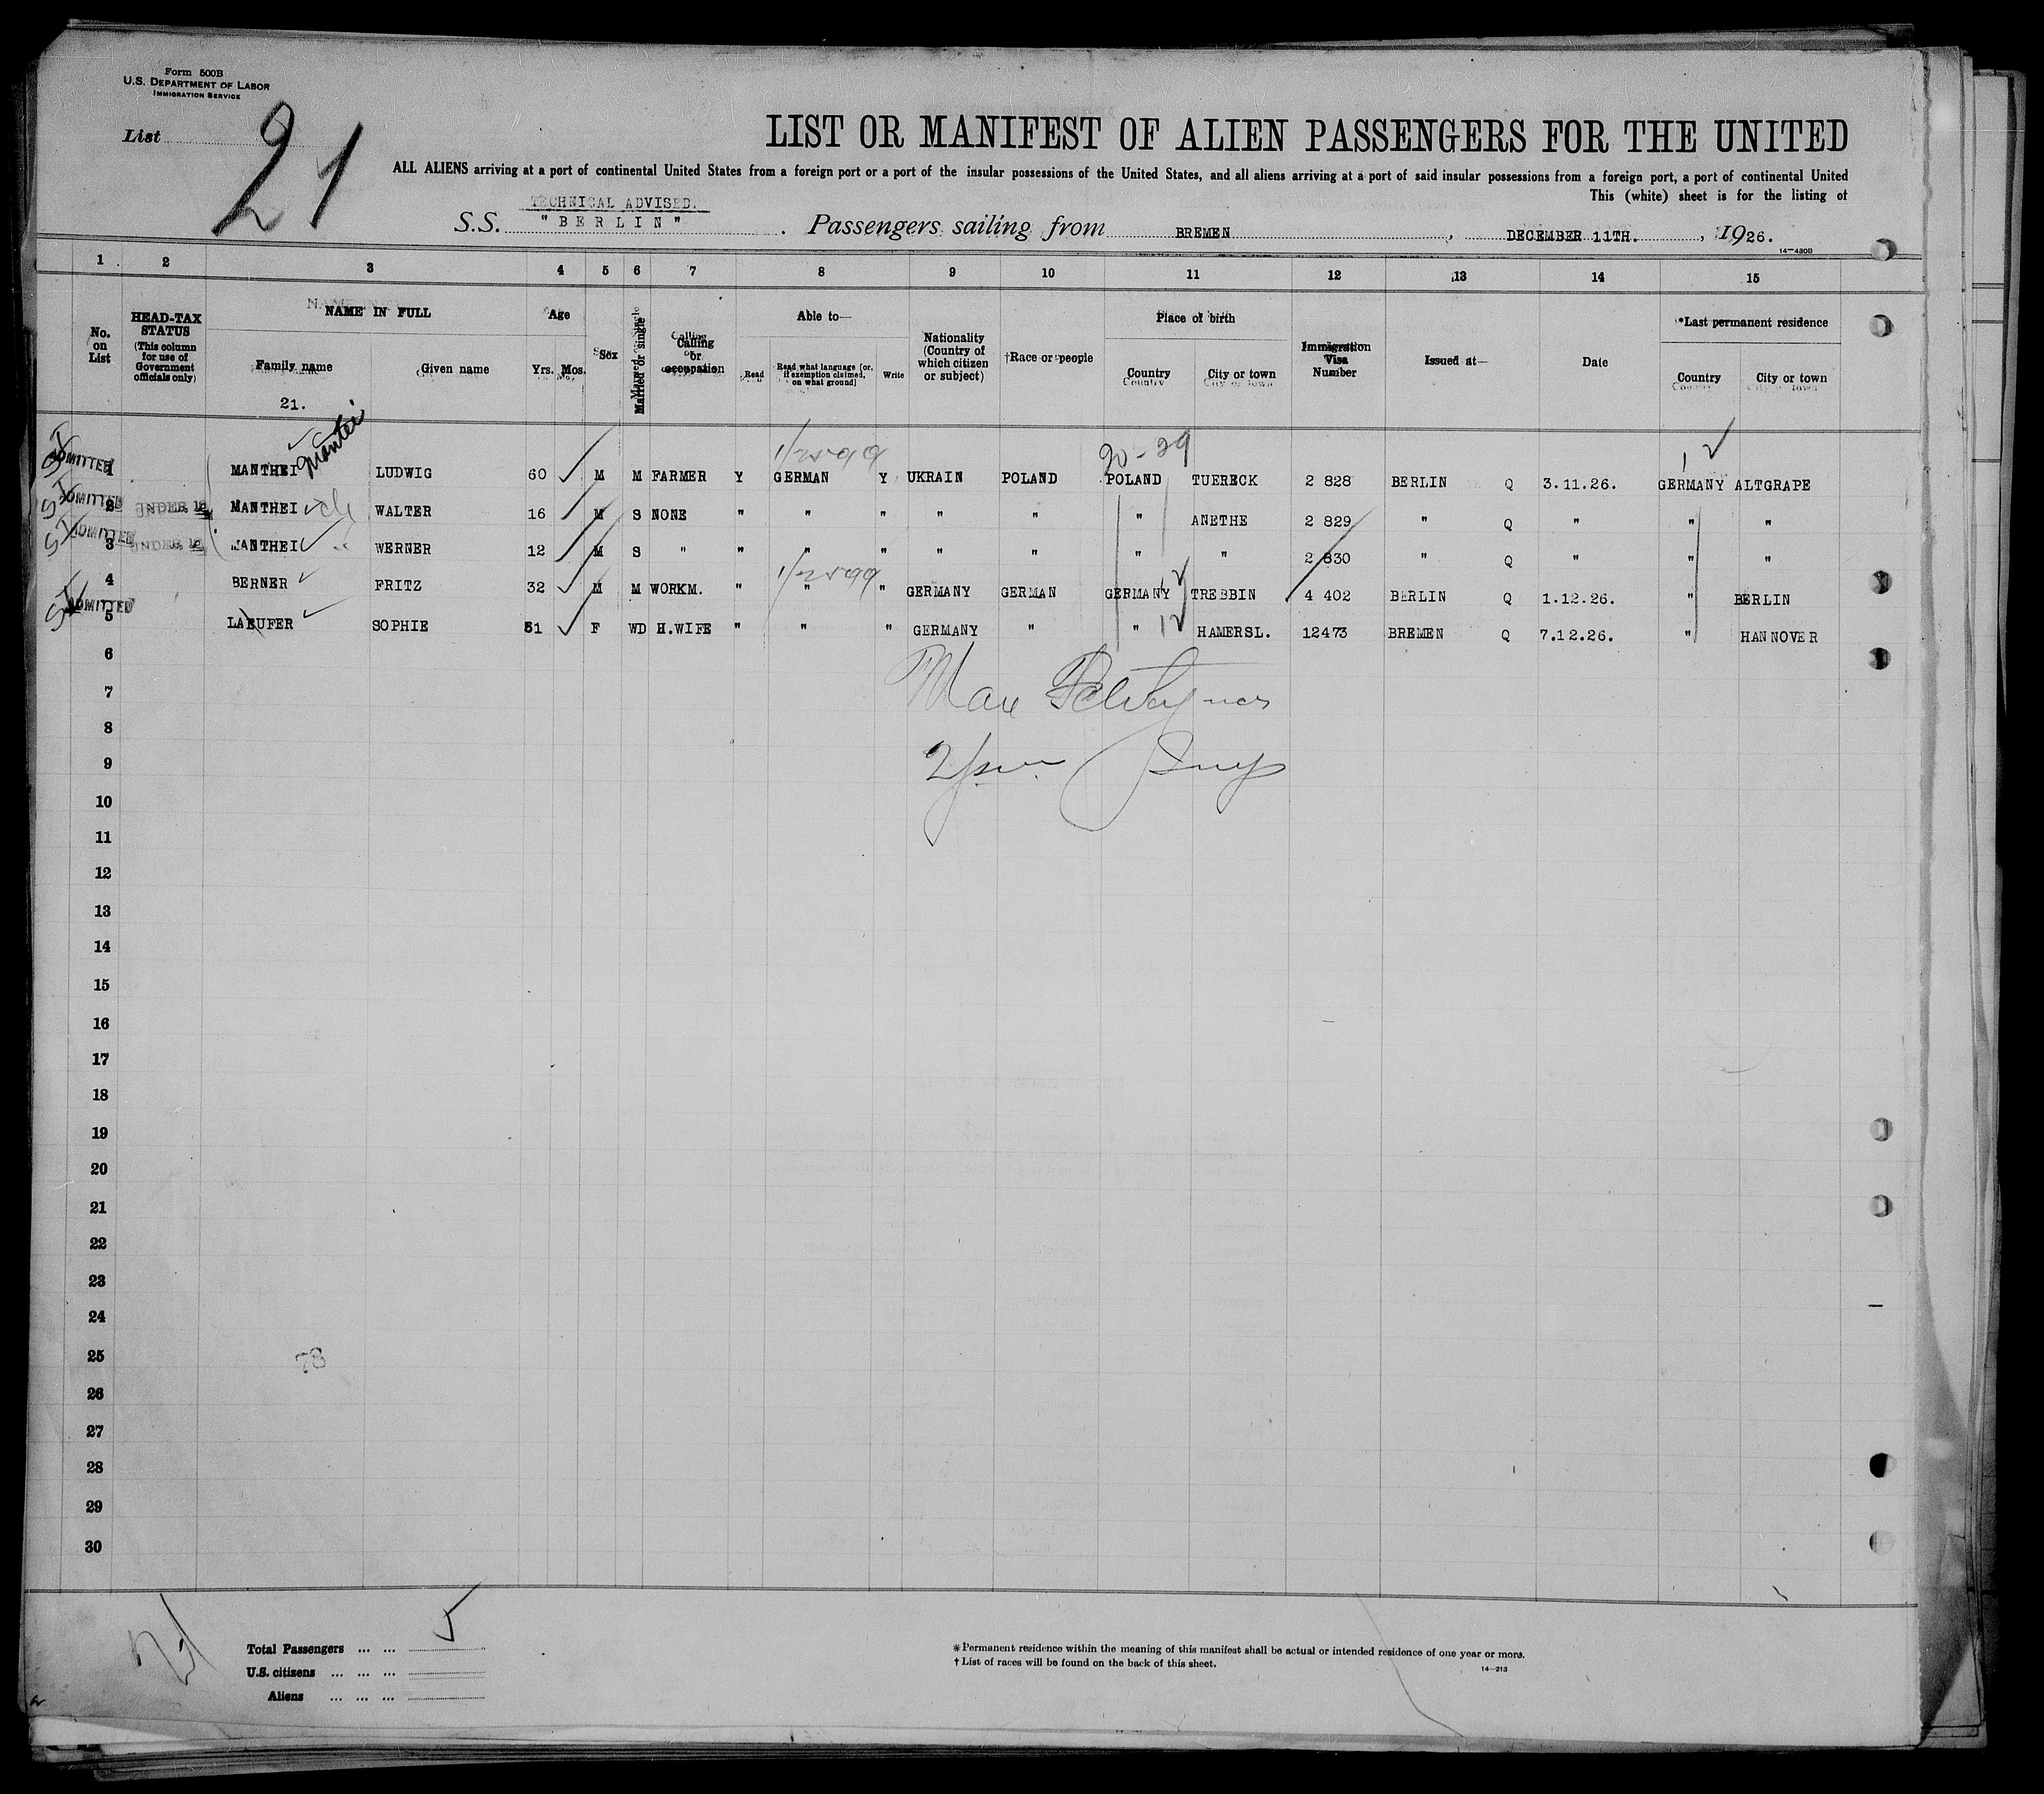 Form 500B
U.S. DEPARTMENT OF LABOR
IMMIGRATION SERVICE
List 21
LIST OR MANIFEST OF ALIEN PASSENGERS FOR THE UNITED
ALL ALIENS arriving at a port of continental United States from a foreign port or a port of the insular possessions of the United States, and all aliens arriving at a port of said insular possessions from a foreign port, a port of continental United
This (white) sheet is for the listing of
TECHNICAL ADVISED.
S.S. "BERLIN" . Passengers sailing from BREMEN , DECEMBER 11TH. , 1926.
14—430B
1 2 3 4 5 6 7 8 9 10 11 12 13 14 15
No. on List
HEAD-TAX STATUS (This column for use of Government officials only)
NAME IN FULL
Family name
Given name
21.
Age
Yrs. Mos.
Sex
Married or single
Calling or occupation
Able to—
Read
Read what language [or, if exemption claimed, on what ground]
Write
Nationality (Country of which citizen or subject)
†Race or people
Place of birth
Country
City or town
Immigration Visa Number
Issued at—
Date
*Last permanent residence
Country
City or town
Mantei
20-29
ADMITTED 1 MANTHEI LUDWIG 60 M M FARMER Y GERMAN Y UKRAIN POLAND POLAND TUERECK 2 828 BERLIN Q 3.11.26. GERMANY ALTGRAPE
ADMITTED 2 UNDER 18 MANTHEI WALTER 16 M S NONE " " " " " " ANETHE 2 829 " Q " " "
ADMITTED 3 UNDER 18 MANTHEI WERNER 12 M S " " " " " " " " 2 830 " Q " " "
4 BERNER FRITZ 32 M M WORKM. " " " GERMANY GERMAN GERMANY TREBBIN 4 402 BERLIN Q 1.12.26. " BERLIN
ADMITTED 5 LAEUFER SOPHIE 51 F WD H.WIFE " " " GERMANY " " HAMERSL. 12473 BREMEN Q 7.12.26. " HANNOVER
6
7
8
9
10
11
12
13
14
15
16
17
18
19
20
21
22
23
24
25
78
26
27
28
29
30
Total Passengers ... ... 5
U.S. citizens ... ... ...
Aliens ... ... ...
*Permanent residence within the meaning of this manifest shall be actual or intended residence of one year or more.
†List of races will be found on the back of this sheet.
14—213